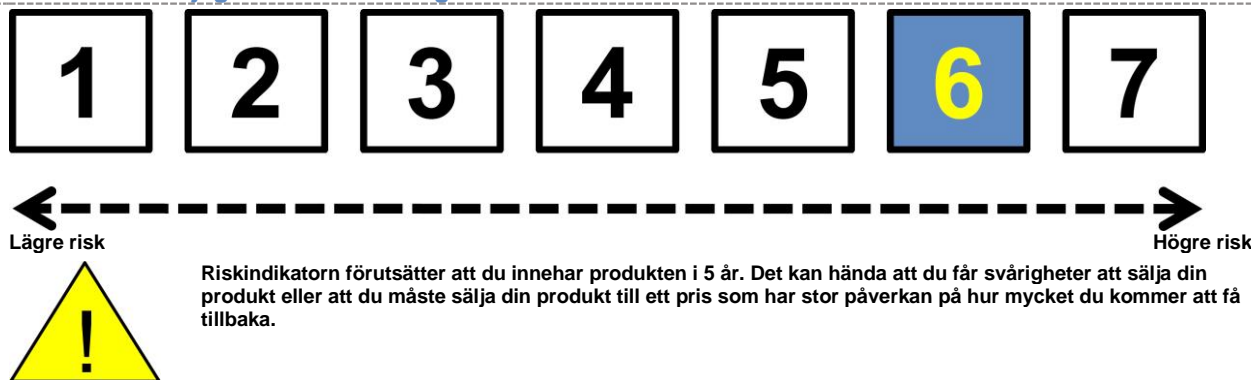 1 2 3 4 5 6 7
Lägre risk Högre risk
Riskindikatorn förutsätter att du innehar produkten i 5 år. Det kan hända att du får svårigheter att sälja din
produkt eller att du måste sälja din produkt till ett pris som har stor påverkan på hur mycket du kommer att få
tillbaka.
!